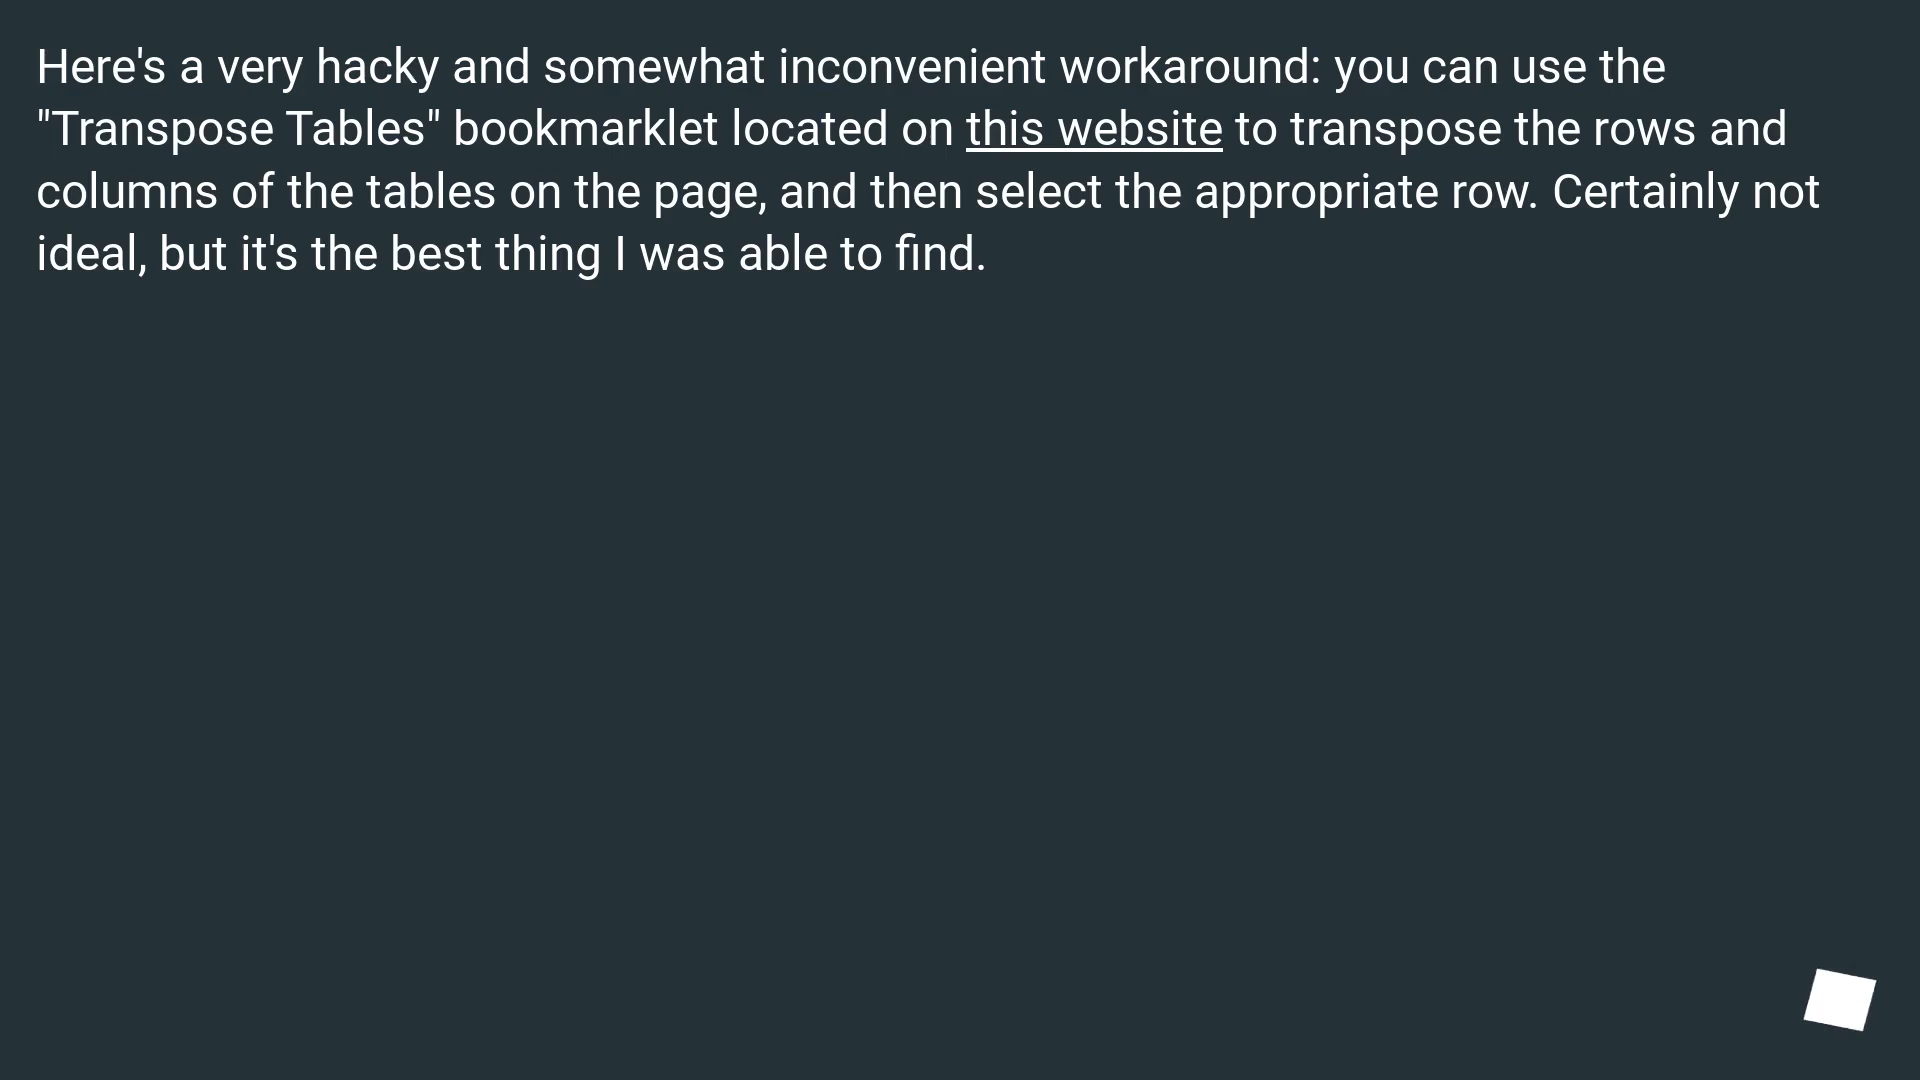 Here's a very hacky and somewhat inconvenient workaround: you can use the
"Transpose Tables" bookmarklet located on this website to transpose the rows and
columns of the tables on the page, and then select the appropriate row. Certainly not
ideal, but it's the best thing I was able to find.